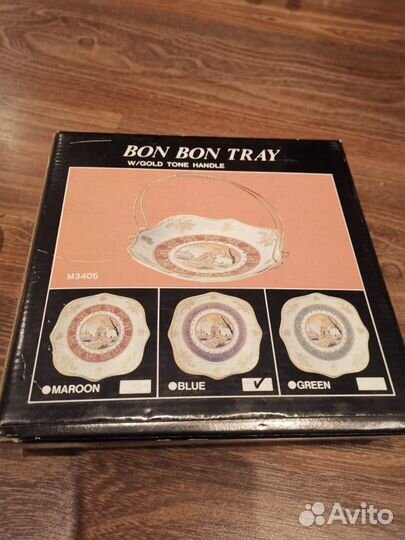 BON BON TRAY
W/GOLD TONE HANDLE
M3405
MAROON
BLUE
GREEN
Avito